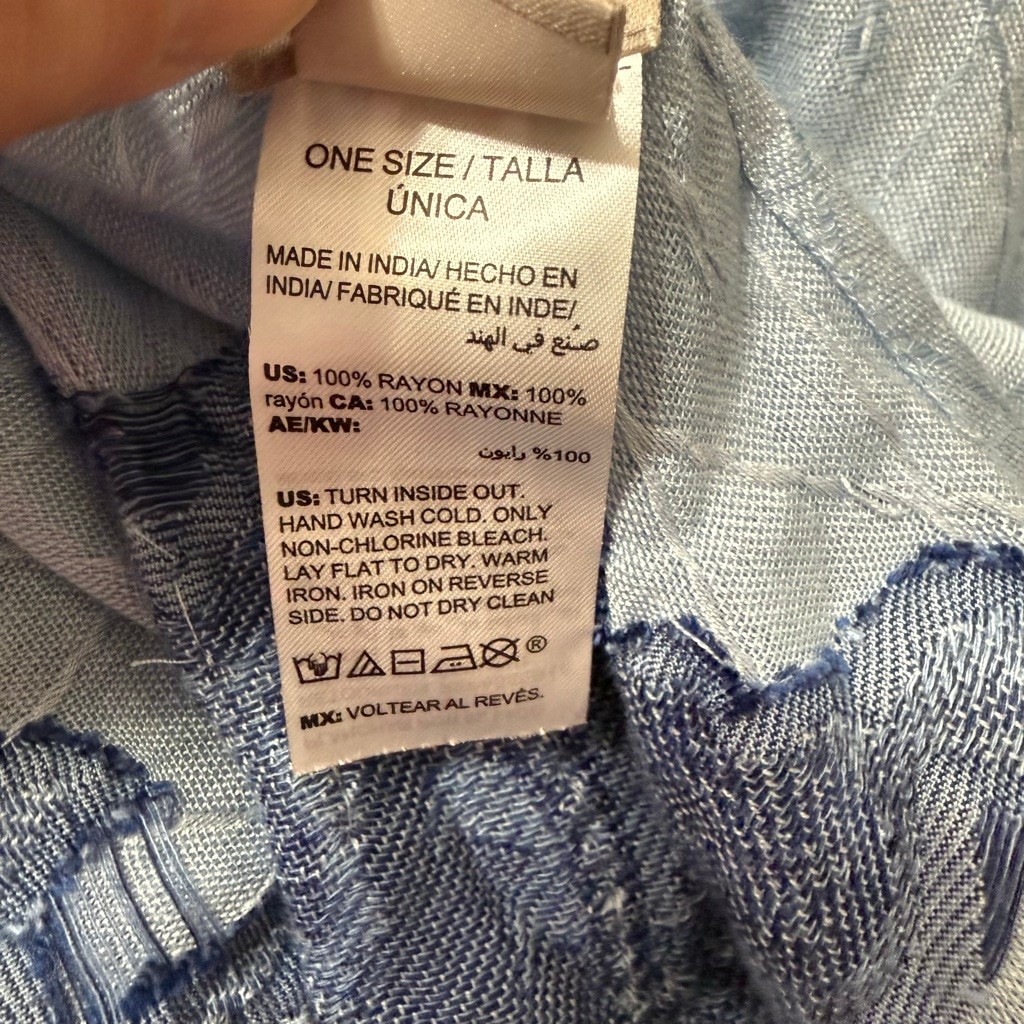 ONE SIZE / TALLA
ÚNICA
MADE IN INDIA/ HECHO EN
INDIA/ FABRIQUÉ EN INDE/
صُنع في الهند
US: 100% RAYON MX: 100%
rayón CA: 100% RAYONNE
AE/KW:
100% رايون
US: TURN INSIDE OUT.
HAND WASH COLD. ONLY
NON-CHLORINE BLEACH.
LAY FLAT TO DRY. WARM
IRON. IRON ON REVERSE
SIDE. DO NOT DRY CLEAN
®
MX: VOLTEAR AL REVÉS.